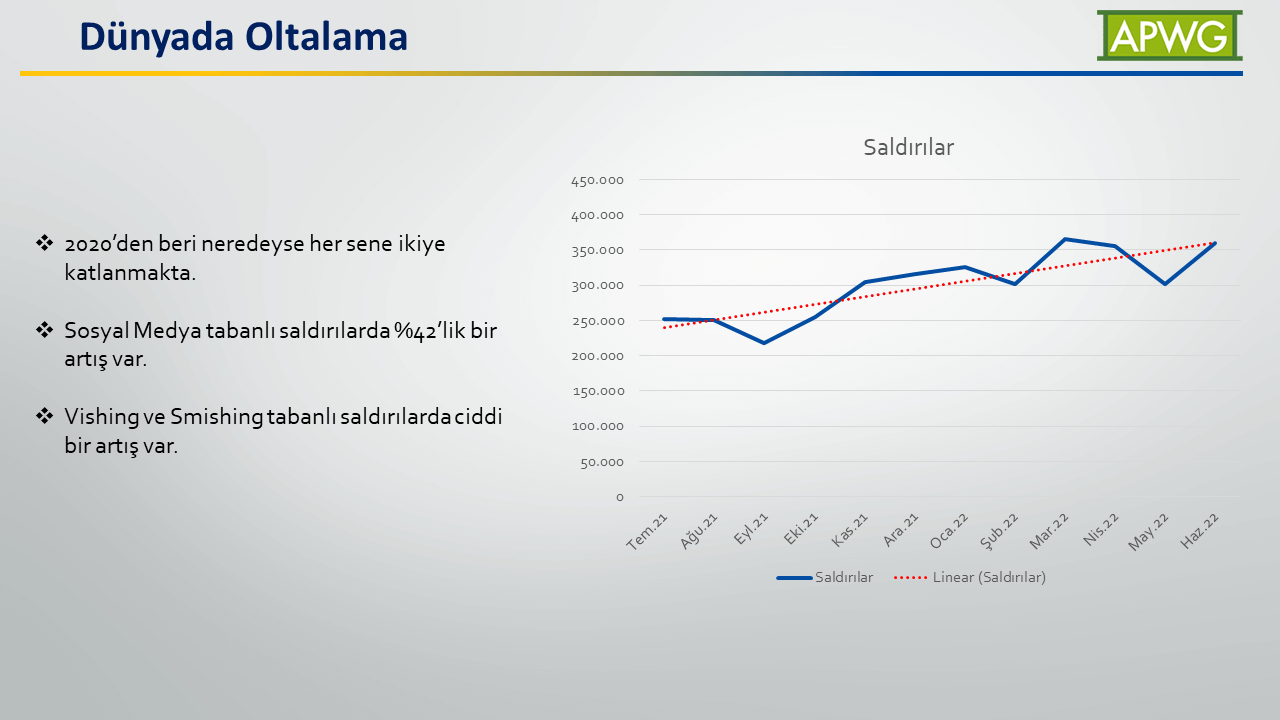 Dünyada Oltalama
APWG
❖ 2020’den beri neredeyse her sene ikiye
katlanmakta.
❖ Sosyal Medya tabanlı saldırılarda %42’lik bir
artış var.
❖ Vishing ve Smishing tabanlı saldırılarda ciddi
bir artış var.
Saldırılar
450.000
400.000
350.000
300.000
250.000
200.000
150.000
100.000
50.000
0
Tem.21
Ağu.21
Eyl.21
Eki.21
Kas.21
Ara.21
Oca.22
Şub.22
Mar.22
Nis.22
May.22
Haz.22
Saldırılar
Linear (Saldırılar)